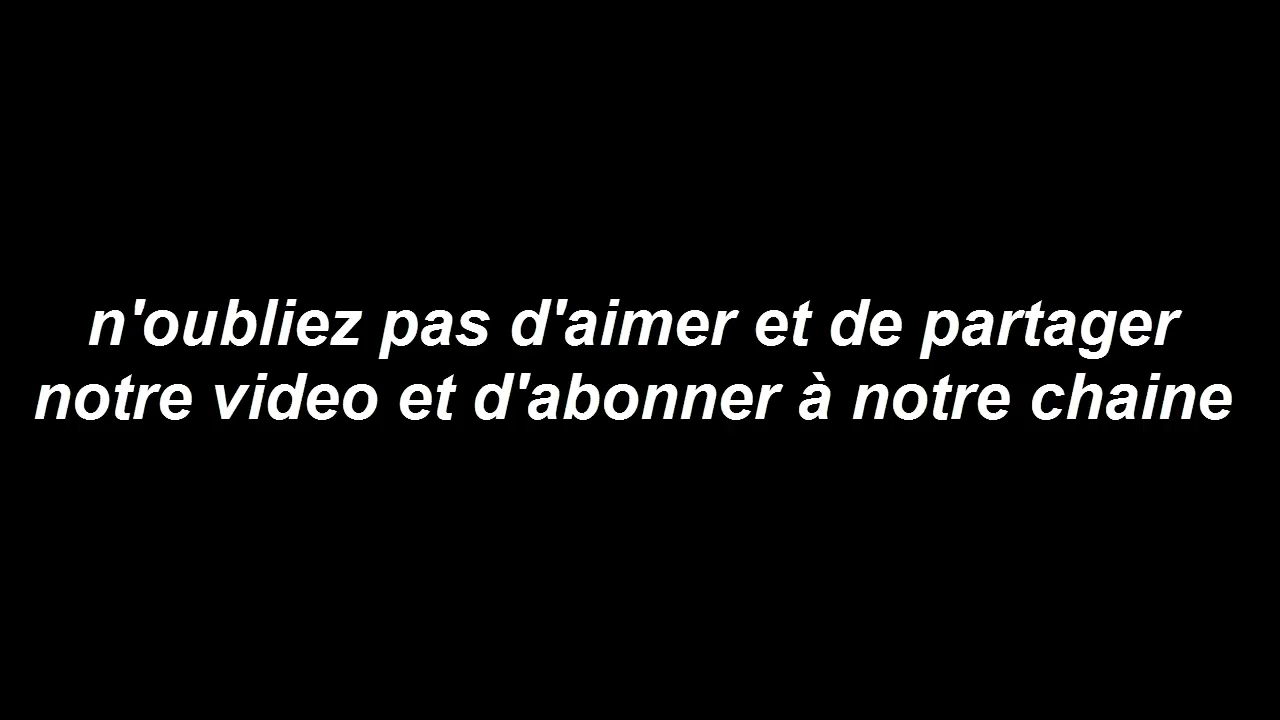 n'oubliez pas d'aimer et de partager
notre video et d'abonner à notre chaine